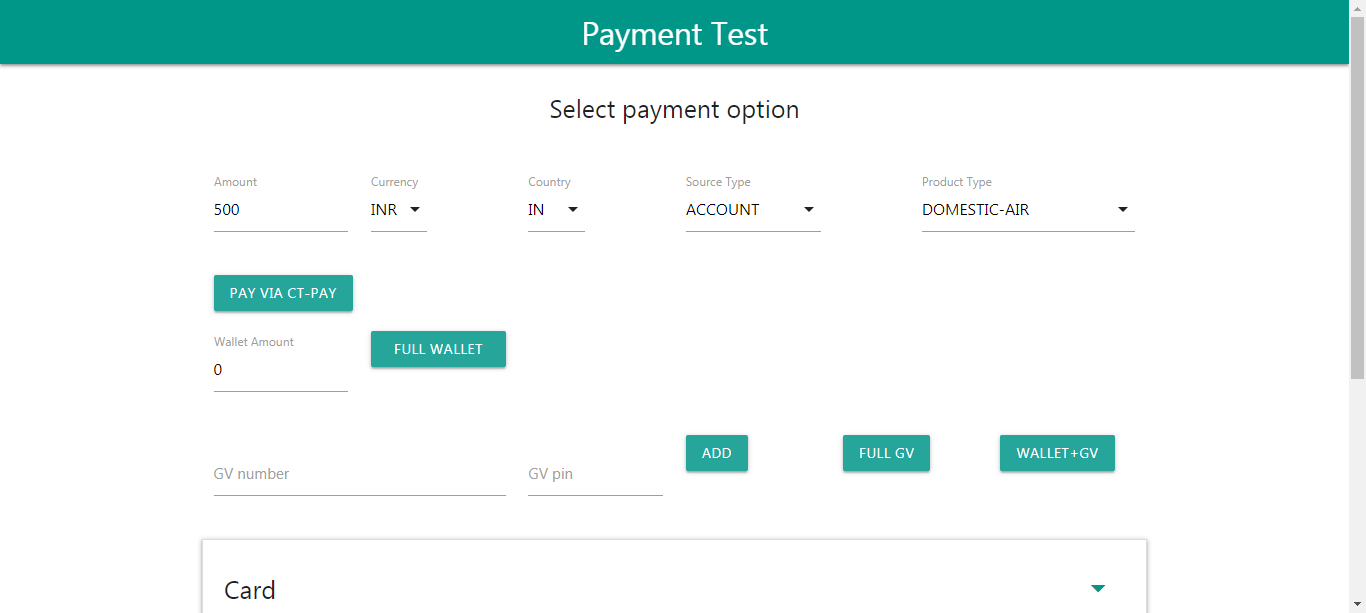 Payment Test
Select payment option
Amount Currency Country Source Type Product Type
500 INR IN ACCOUNT DOMESTIC-AIR
PAY VIA CT-PAY
Wallet Amount
0
FULL WALLET
GV number GV pin ADD FULL GV WALLET+GV
Card